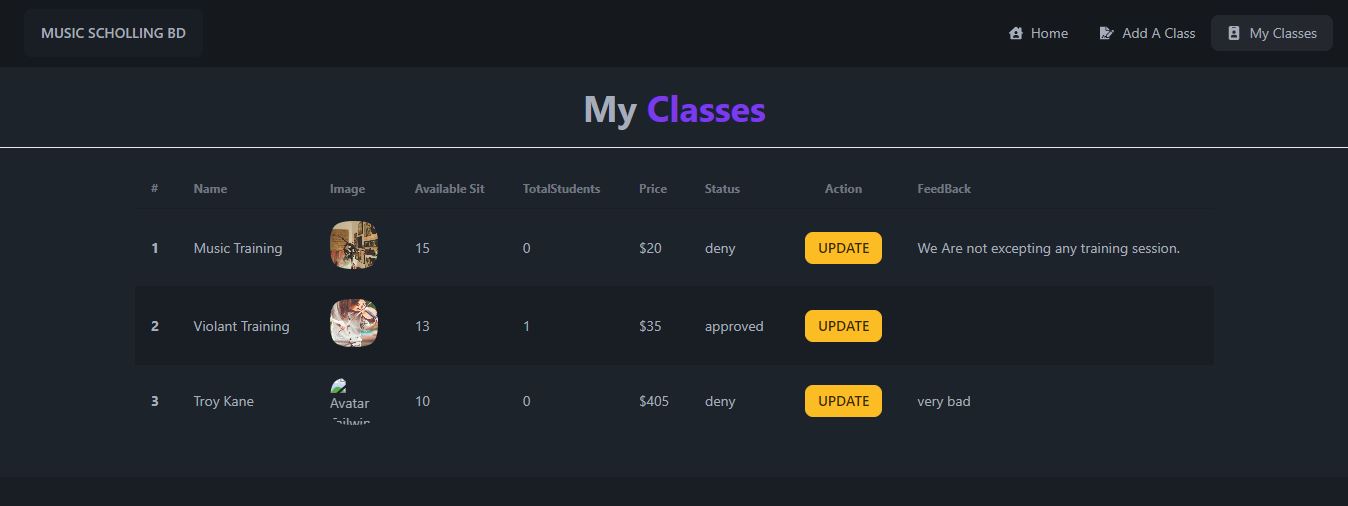 MUSIC SCHOLLING BD
Home
Add A Class
My Classes
My Classes
# Name Image Available Sit TotalStudents Price Status Action FeedBack
1 Music Training 15 0 $20 deny UPDATE We Are not excepting any training session.
2 Violant Training 13 1 $35 approved UPDATE
3 Troy Kane Avatar Tailwin 10 0 $405 deny UPDATE very bad